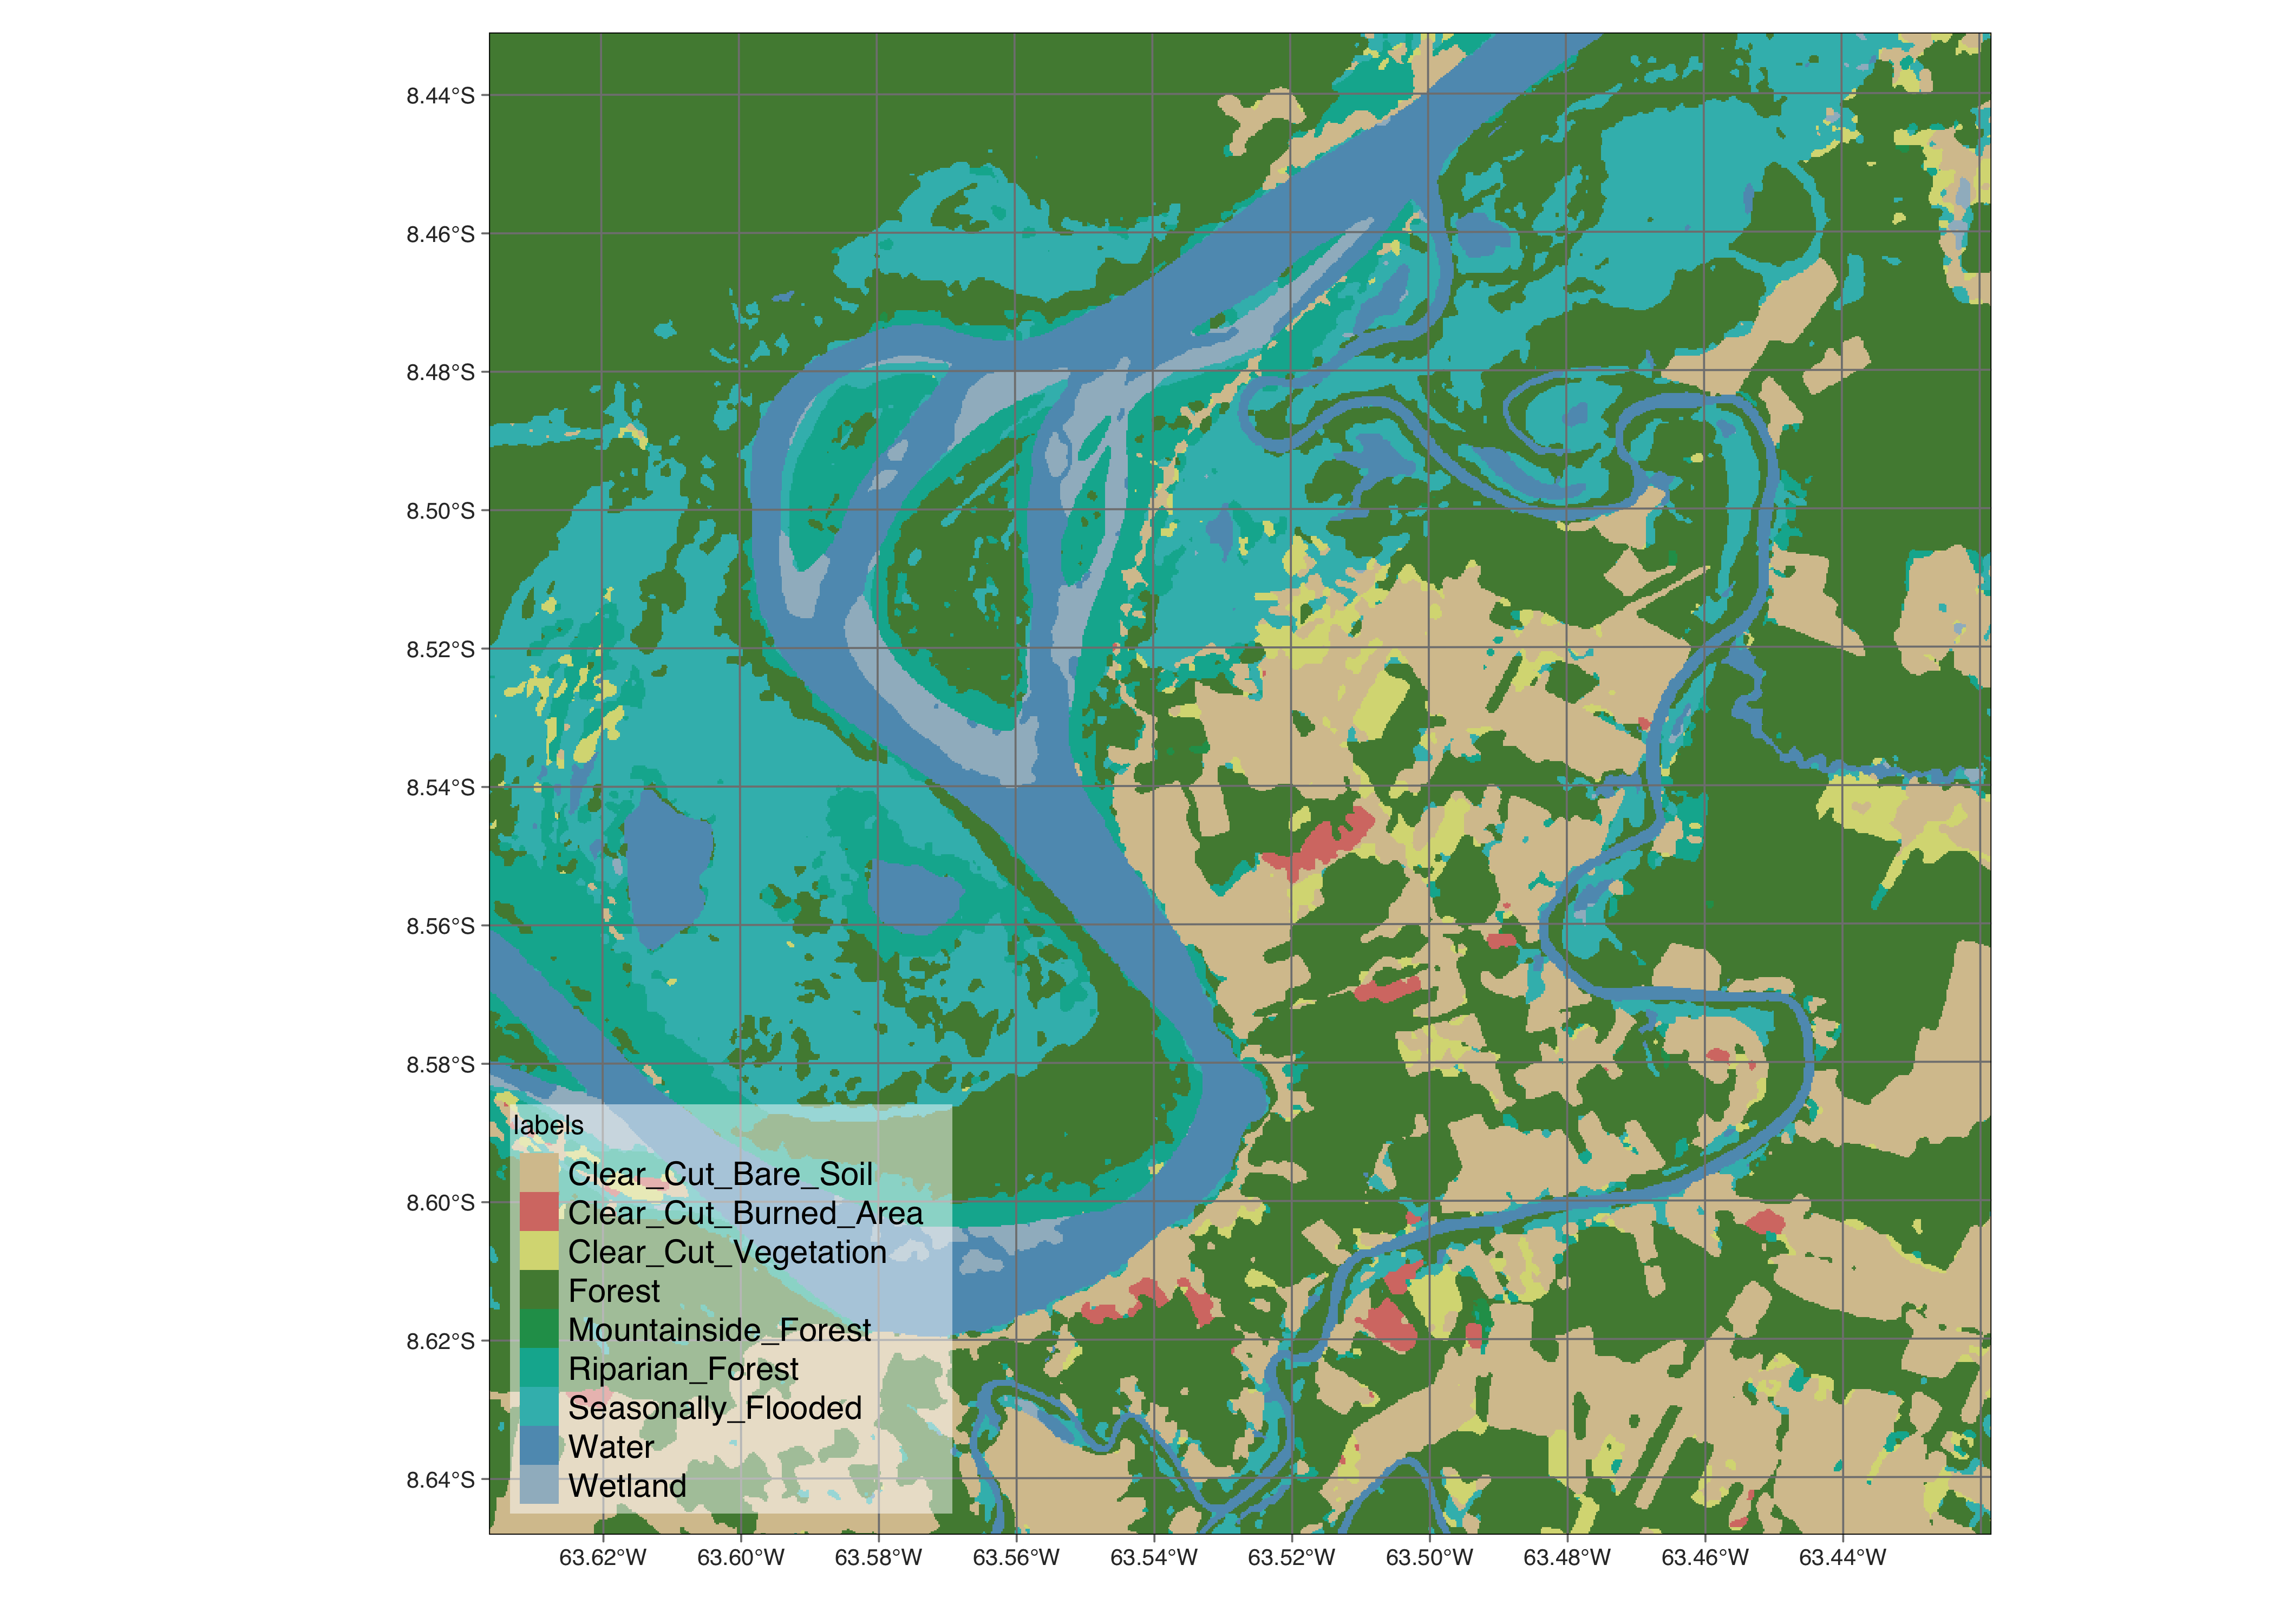 8.44°S
8.46°S
8.48°S
8.50°S
8.52°S
8.54°S
8.56°S
8.58°S
8.60°S
8.62°S
8.64°S
labels
Clear_Cut_Bare_Soil
Clear_Cut_Burned_Area
Clear_Cut_Vegetation
Forest
Mountainside_Forest
Riparian_Forest
Seasonally_Flooded
Water
Wetland
63.62°W 63.60°W 63.58°W 63.56°W 63.54°W 63.52°W 63.50°W 63.48°W 63.46°W 63.44°W